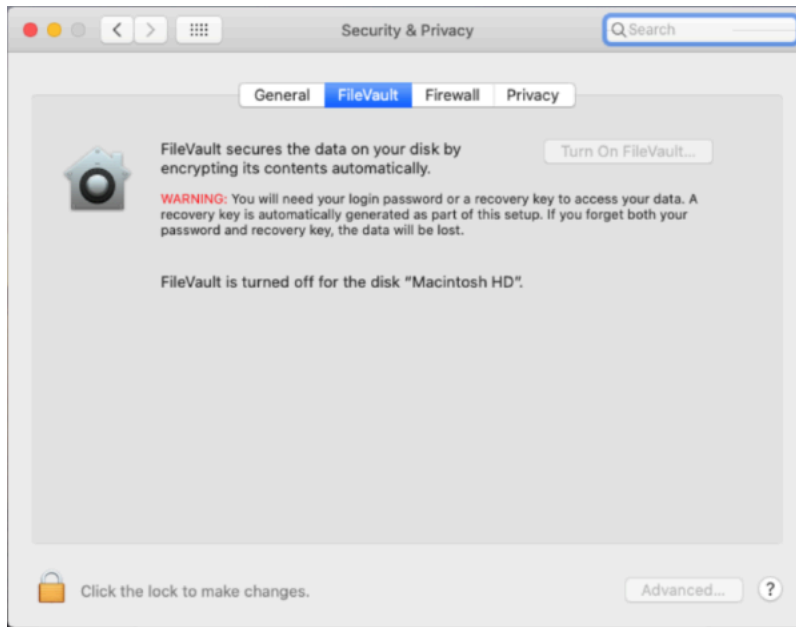 Security & Privacy
Search
General FileVault Firewall Privacy
FileVault secures the data on your disk by
encrypting its contents automatically.
Turn On FileVault...
WARNING: You will need your login password or a recovery key to access your data. A
recovery key is automatically generated as part of this setup. If you forget both your
password and recovery key, the data will be lost.
FileVault is turned off for the disk “Macintosh HD”.
Click the lock to make changes.
Advanced...
?